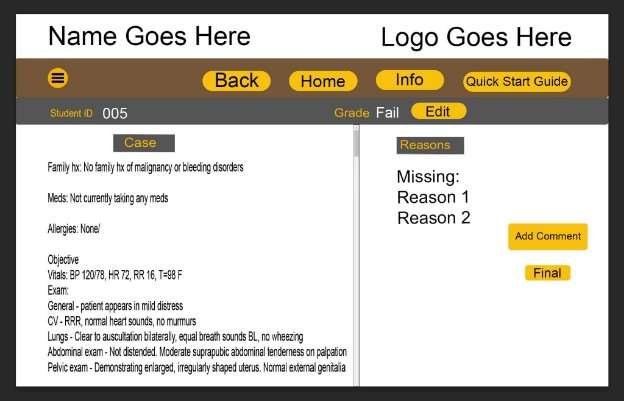 Name Goes Here
Logo Goes Here
Back
Home
Info
Quick Start Guide
Student ID 005
Grade Fail
Edit
Case
Family hx: No family hx of malignancy or bleeding disorders
Meds: Not currently taking any meds
Allergies: None/
Objective
Vitals: BP 120/78, HR 72, RR 16, T=98 F
Exam:
General - patient appears in mild distress
CV - RRR, normal heart sounds, no murmurs
Lungs - Clear to auscultation bilaterally, equal breath sounds BL, no wheezing
Abdominal exam - Not distended. Moderate suprapubic abdominal tenderness on palpation
Pelvic exam - Demonstrating enlarged, irregularly shaped uterus. Normal external genitalia
Reasons
Missing:
Reason 1
Reason 2
Add Comment
Final